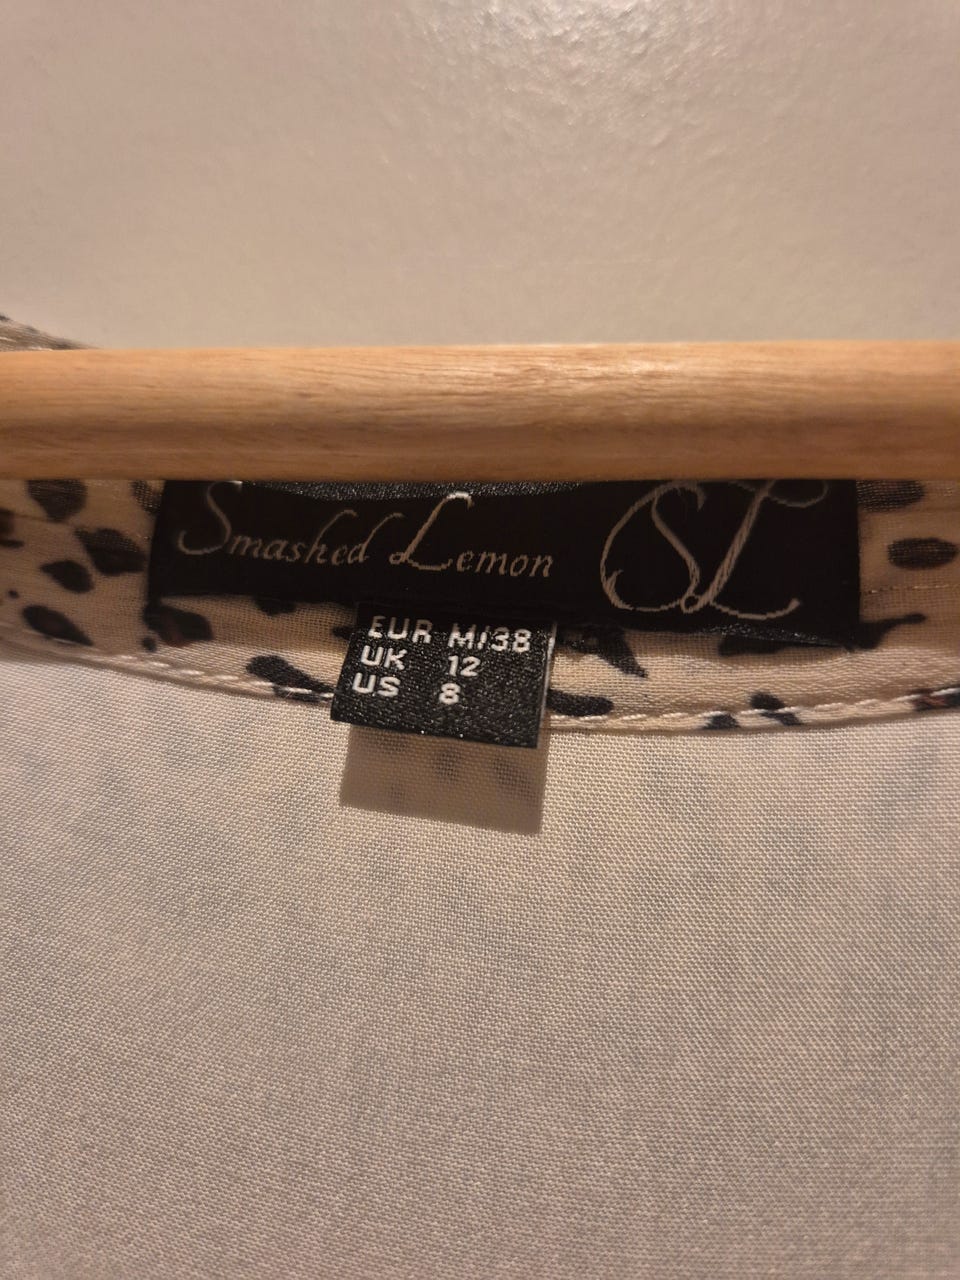 Smashed Lemon SL
EUR M/38
UK 12
US 8